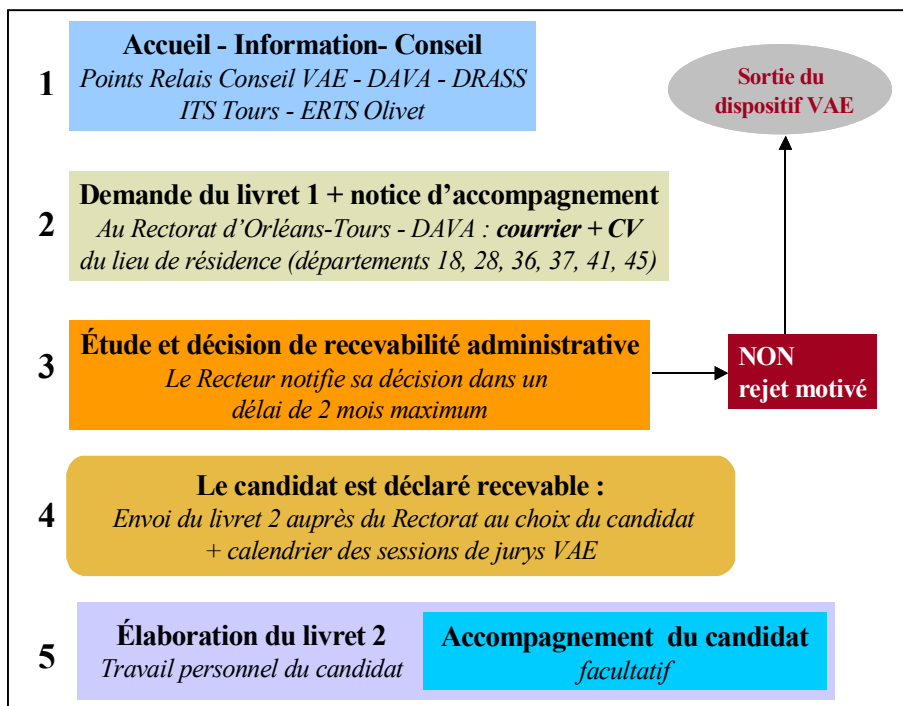 1
Accueil - Information- Conseil
Points Relais Conseil VAE - DAVA - DRASS
ITS Tours - ERTS Olivet
Sortie du
dispositif VAE
2
Demande du livret 1 + notice d’accompagnement
Au Rectorat d’Orléans-Tours - DAVA : courrier + CV
du lieu de résidence (départements 18, 28, 36, 37, 41, 45)
3
Étude et décision de recevabilité administrative
Le Recteur notifie sa décision dans un
délai de 2 mois maximum
NON
rejet motivé
4
Le candidat est déclaré recevable :
Envoi du livret 2 auprès du Rectorat au choix du candidat
+ calendrier des sessions de jurys VAE
5
Élaboration du livret 2
Travail personnel du candidat
Accompagnement du candidat
facultatif